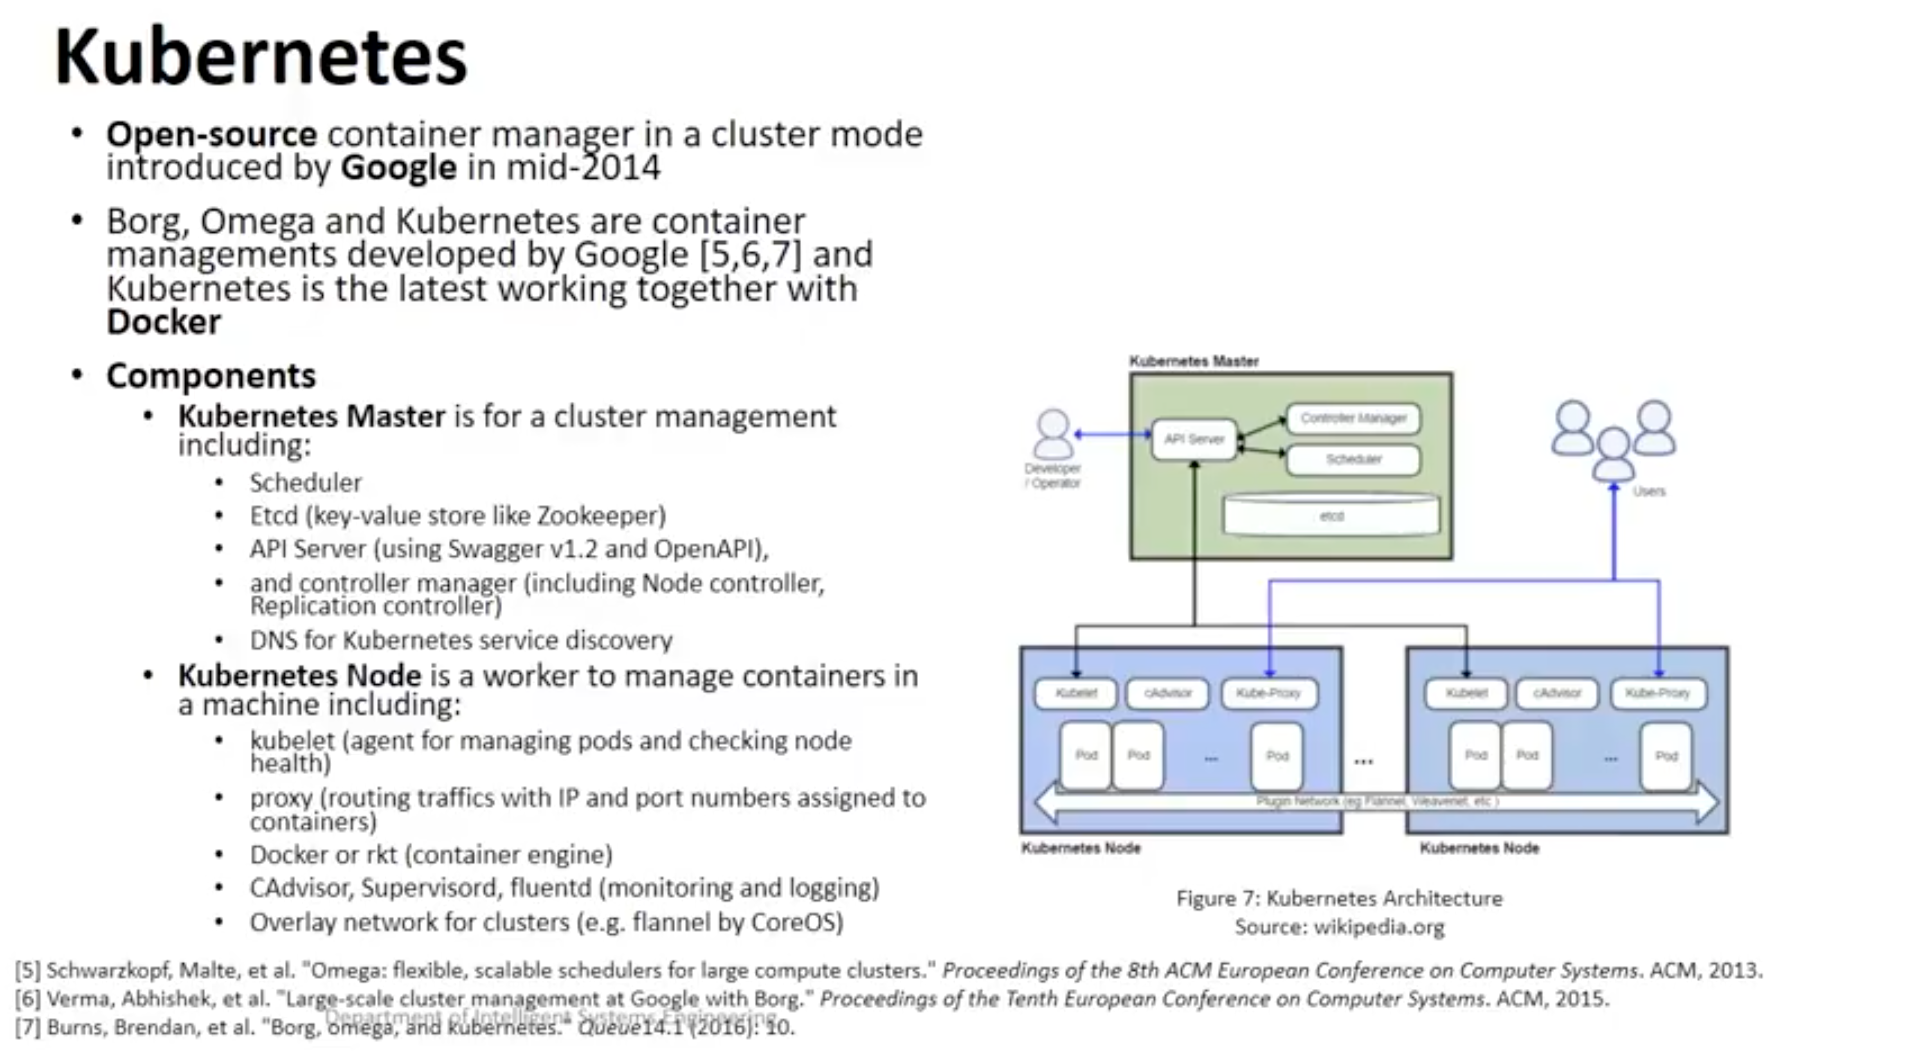 Kubernetes
• Open-source container manager in a cluster mode
introduced by Google in mid-2014
• Borg, Omega and Kubernetes are container
managements developed by Google [5,6,7] and
Kubernetes is the latest working together with
Docker
• Components
• Kubernetes Master is for a cluster management
including:
• Scheduler
• Etcd (key-value store like Zookeeper)
• API Server (using Swagger v1.2 and OpenAPI),
• and controller manager (including Node controller,
Replication controller)
• DNS for Kubernetes service discovery
• Kubernetes Node is a worker to manage containers in
a machine including:
• kubelet (agent for managing pods and checking node
health)
• proxy (routing traffics with IP and port numbers assigned to
containers)
• Docker or rkt (container engine)
• CAdvisor, Supervisord, fluentd (monitoring and logging)
• Overlay network for clusters (e.g. flannel by CoreOS)
Kubernetes Master
API Server
Controller Manager
Scheduler
etcd
Developer
/ Operator
Users
Kubelet cAdvisor Kube-Proxy
Pod Pod ... Pod
...
Kubelet cAdvisor Kube-Proxy
Pod Pod ... Pod
Plugin Network (eg Flannel, Weavenet, etc )
Kubernetes Node
Kubernetes Node
Figure 7: Kubernetes Architecture
Source: wikipedia.org
[5] Schwarzkopf, Malte, et al. "Omega: flexible, scalable schedulers for large compute clusters." Proceedings of the 8th ACM European Conference on Computer Systems. ACM, 2013.
[6] Verma, Abhishek, et al. "Large-scale cluster management at Google with Borg." Proceedings of the Tenth European Conference on Computer Systems. ACM, 2015.
Department of Intelligent Systems Engineering
[7] Burns, Brendan, et al. "Borg, omega, and kubernetes." Queue14.1 (2016): 10.